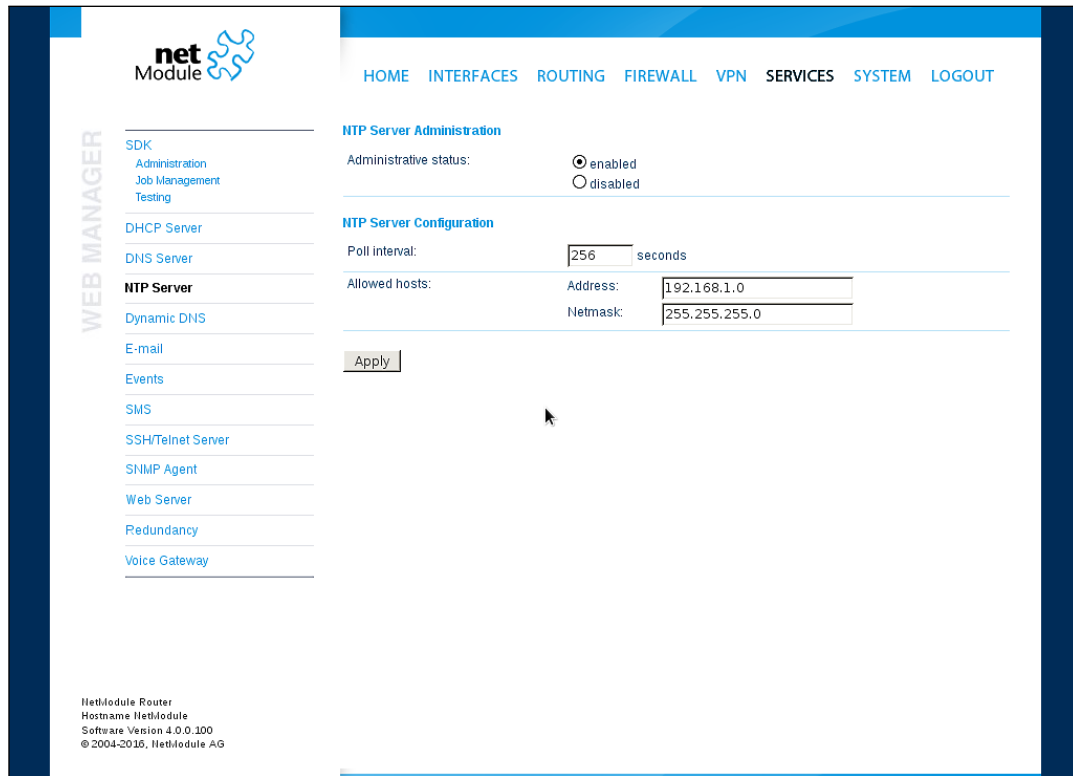 net
Module
HOME INTERFACES ROUTING FIREWALL VPN SERVICES SYSTEM LOGOUT
WEB MANAGER
SDK
Administration
Job Management
Testing
DHCP Server
DNS Server
NTP Server
Dynamic DNS
E-mail
Events
SMS
SSH/Telnet Server
SNMP Agent
Web Server
Redundancy
Voice Gateway
NTP Server Administration
Administrative status:
enabled
disabled
NTP Server Configuration
Poll interval: 256 seconds
Allowed hosts: Address: 192.168.1.0
Netmask: 255.255.255.0
Apply
NetModule Router
Hostname NetModule
Software Version 4.0.0.100
© 2004-2016, NetModule AG